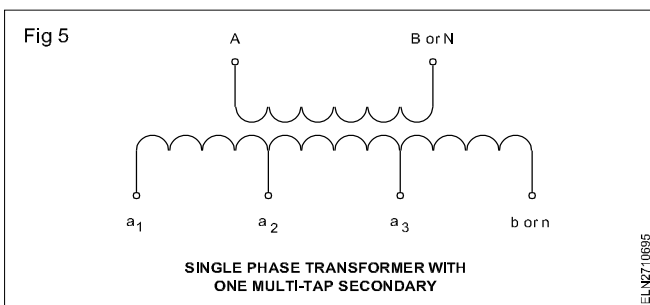 Fig 5
A
B or N
a1
a2
a3
b or n
SINGLE PHASE TRANSFORMER WITH
ONE MULTI-TAP SECONDARY
ELN2710695